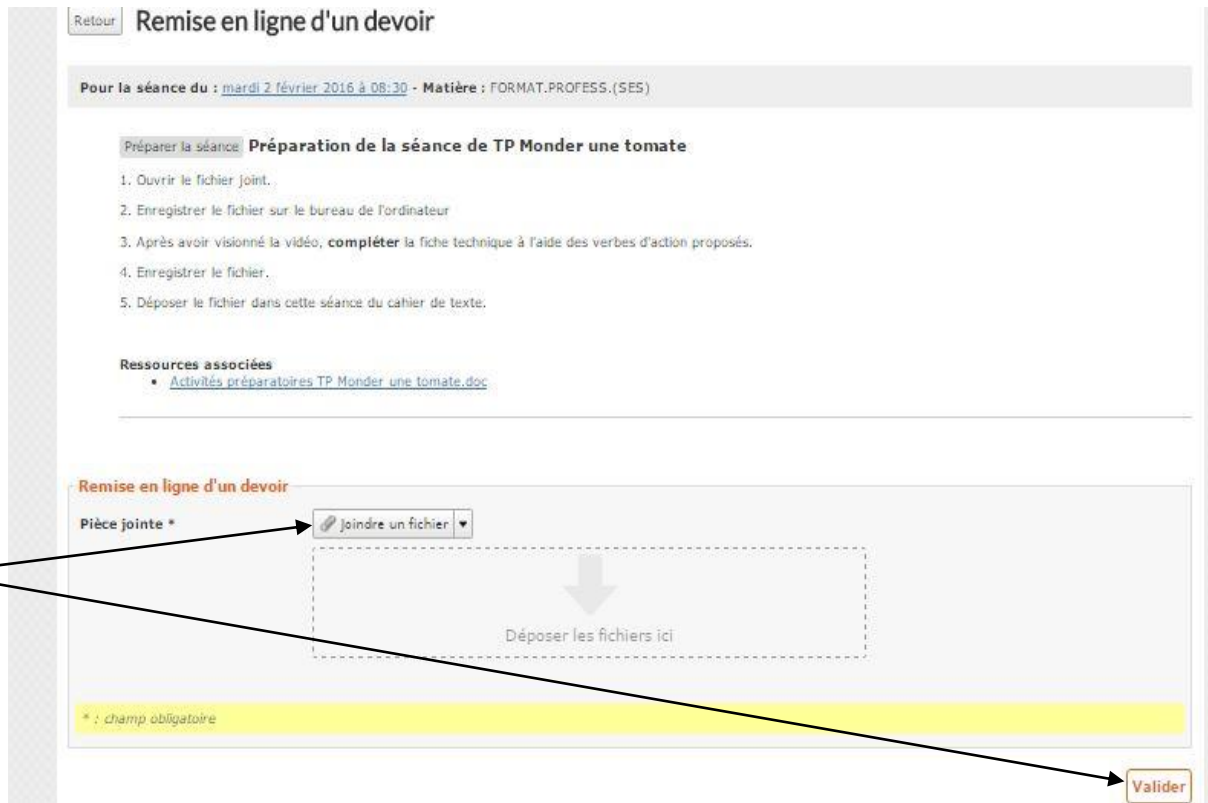 Retour Remise en ligne d'un devoir
Pour la séance du : mardi 2 février 2016 à 08:30 - Matière : FORMAT.PROFESS.(SES)
Préparer la séance Préparation de la séance de TP Monder une tomate
1. Ouvrir le fichier joint.
2. Enregistrer le fichier sur le bureau de l'ordinateur
3. Après avoir visionné la vidéo, compléter la fiche technique à l'aide des verbes d'action proposés.
4. Enregistrer le fichier.
5. Déposer le fichier dans cette séance du cahier de texte.
Ressources associées
• Activités préparatoires TP Monder une tomate.doc
Remise en ligne d'un devoir
Pièce jointe * Joindre un fichier
Déposer les fichiers ici
* : champ obligatoire
Valider